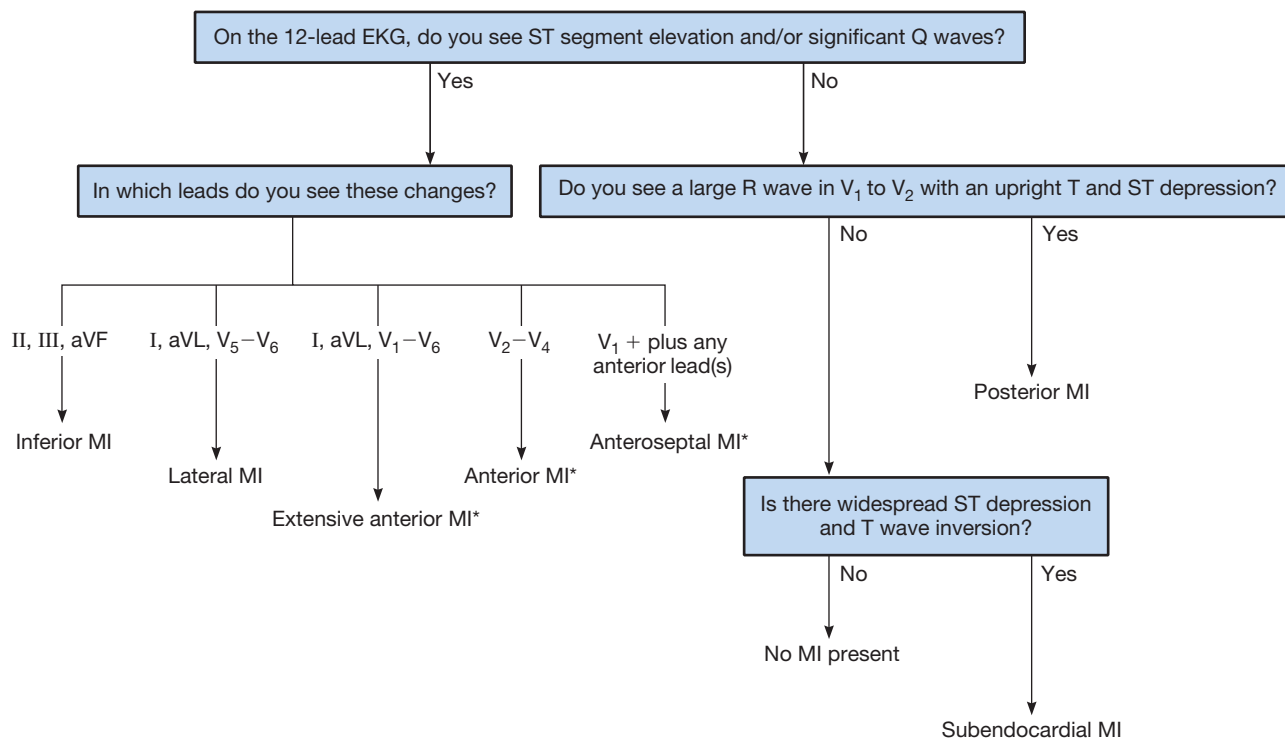 On the 12-lead EKG, do you see ST segment elevation and/or significant Q waves?
Yes
No
In which leads do you see these changes?
Do you see a large R wave in V₁ to V₂ with an upright T and ST depression?
No
Yes
II, III, aVF
I, aVL, V₅–V₆
I, aVL, V₁–V₆
V₂–V₄
V₁ + plus any
anterior lead(s)
Posterior MI
Inferior MI
Anteroseptal MI*
Lateral MI
Anterior MI*
Extensive anterior MI*
Is there widespread ST depression
and T wave inversion?
No
Yes
No MI present
Subendocardial MI